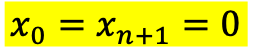 𝑥₀ = 𝑥ₙ₊₁ = 0